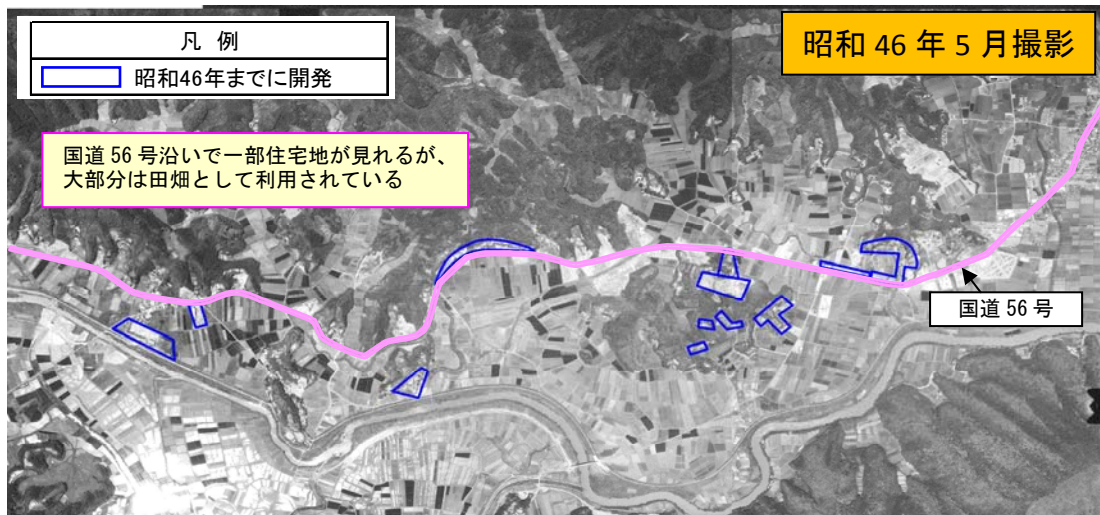 凡 例
昭和46年までに開発
昭和 46 年 5 月撮影
国道 56 号沿いで一部住宅地が見れるが、
大部分は田畑として利用されている
国道 56 号